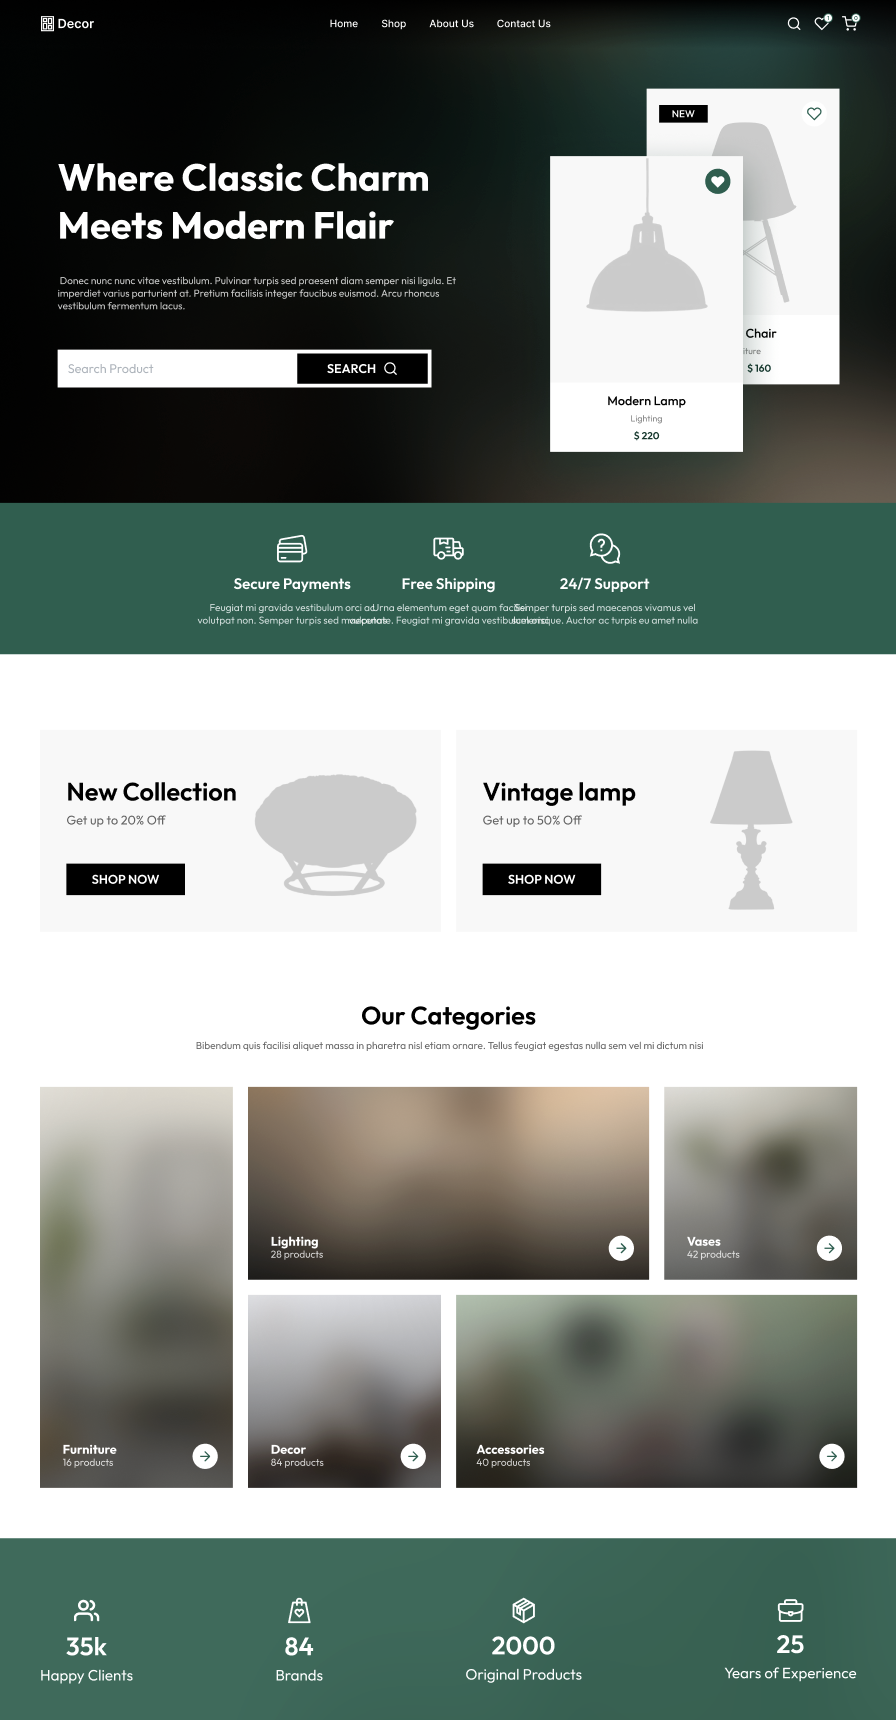 Decor
Home Shop About Us Contact Us
1 0
Where Classic Charm
Meets Modern Flair
Donec nunc nunc vitae vestibulum. Pulvinar turpis sed praesent diam semper nisi ligula. Et
imperdiet varius parturient at. Pretium facilisis integer faucibus euismod. Arcu rhoncus
vestibulum fermentum lacus.
Search Product
SEARCH
NEW
Chair
iture
$ 160
Modern Lamp
Lighting
$ 220
Secure Payments
Feugiat mi gravida vestibulum orci ac
volutpat non. Semper turpis sed
Free Shipping
Urna elementum eget quam
Feugiat mi gravida
24/7 Support
Semper turpis sed maecenas vivamus vel
Auctor ac turpis eu amet nulla
New Collection
Get up to 20% Off
SHOP NOW
Vintage lamp
Get up to 50% Off
SHOP NOW
Our Categories
Bibendum quis facilisi aliquet massa in pharetra nisl etiam ornare. Tellus feugiat egestas nulla sem vel mi dictum nisi
Lighting
28 products
Vases
42 products
Furniture
16 products
Decor
84 products
Accessories
40 products
35k
Happy Clients
84
Brands
2000
Original Products
25
Years of Experience